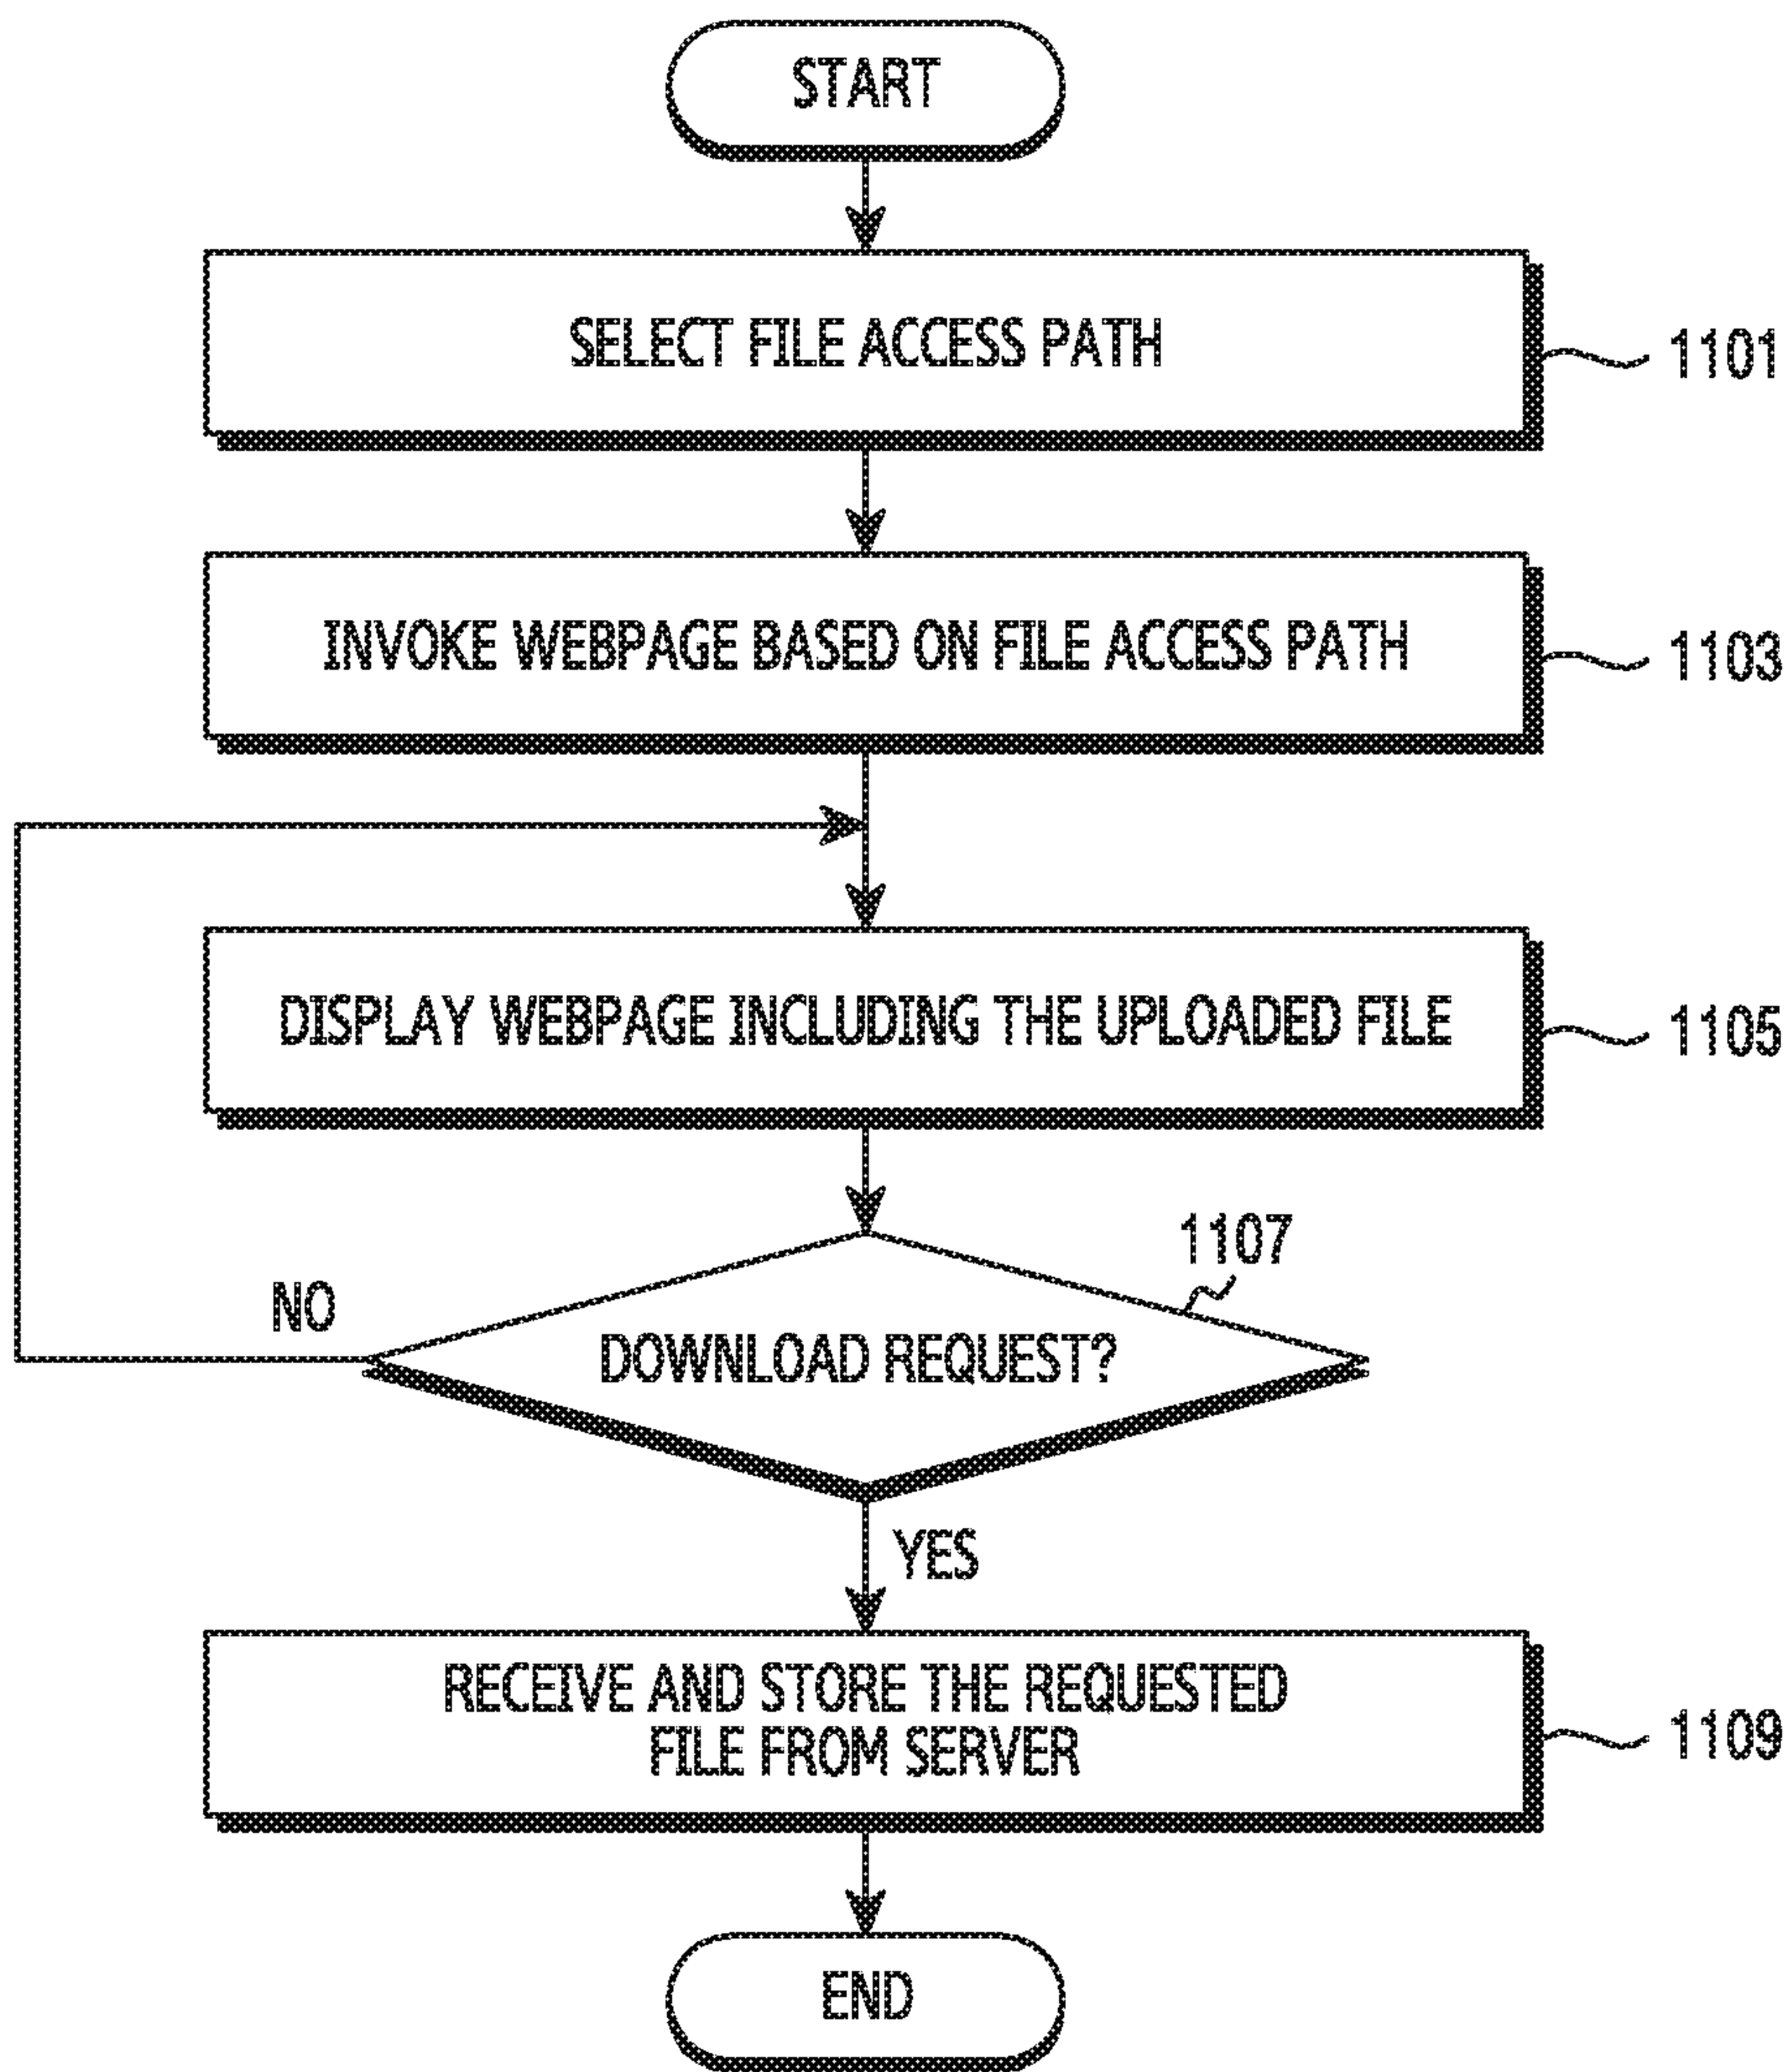 START
SELECT FILE ACCESS PATH
1101
INVOKE WEBPAGE BASED ON FILE ACCESS PATH
1103
DISPLAY WEBPAGE INCLUDING THE UPLOADED FILE
1105
1107
NO
DOWNLOAD REQUEST?
YES
RECEIVE AND STORE THE REQUESTED
FILE FROM SERVER
1109
END